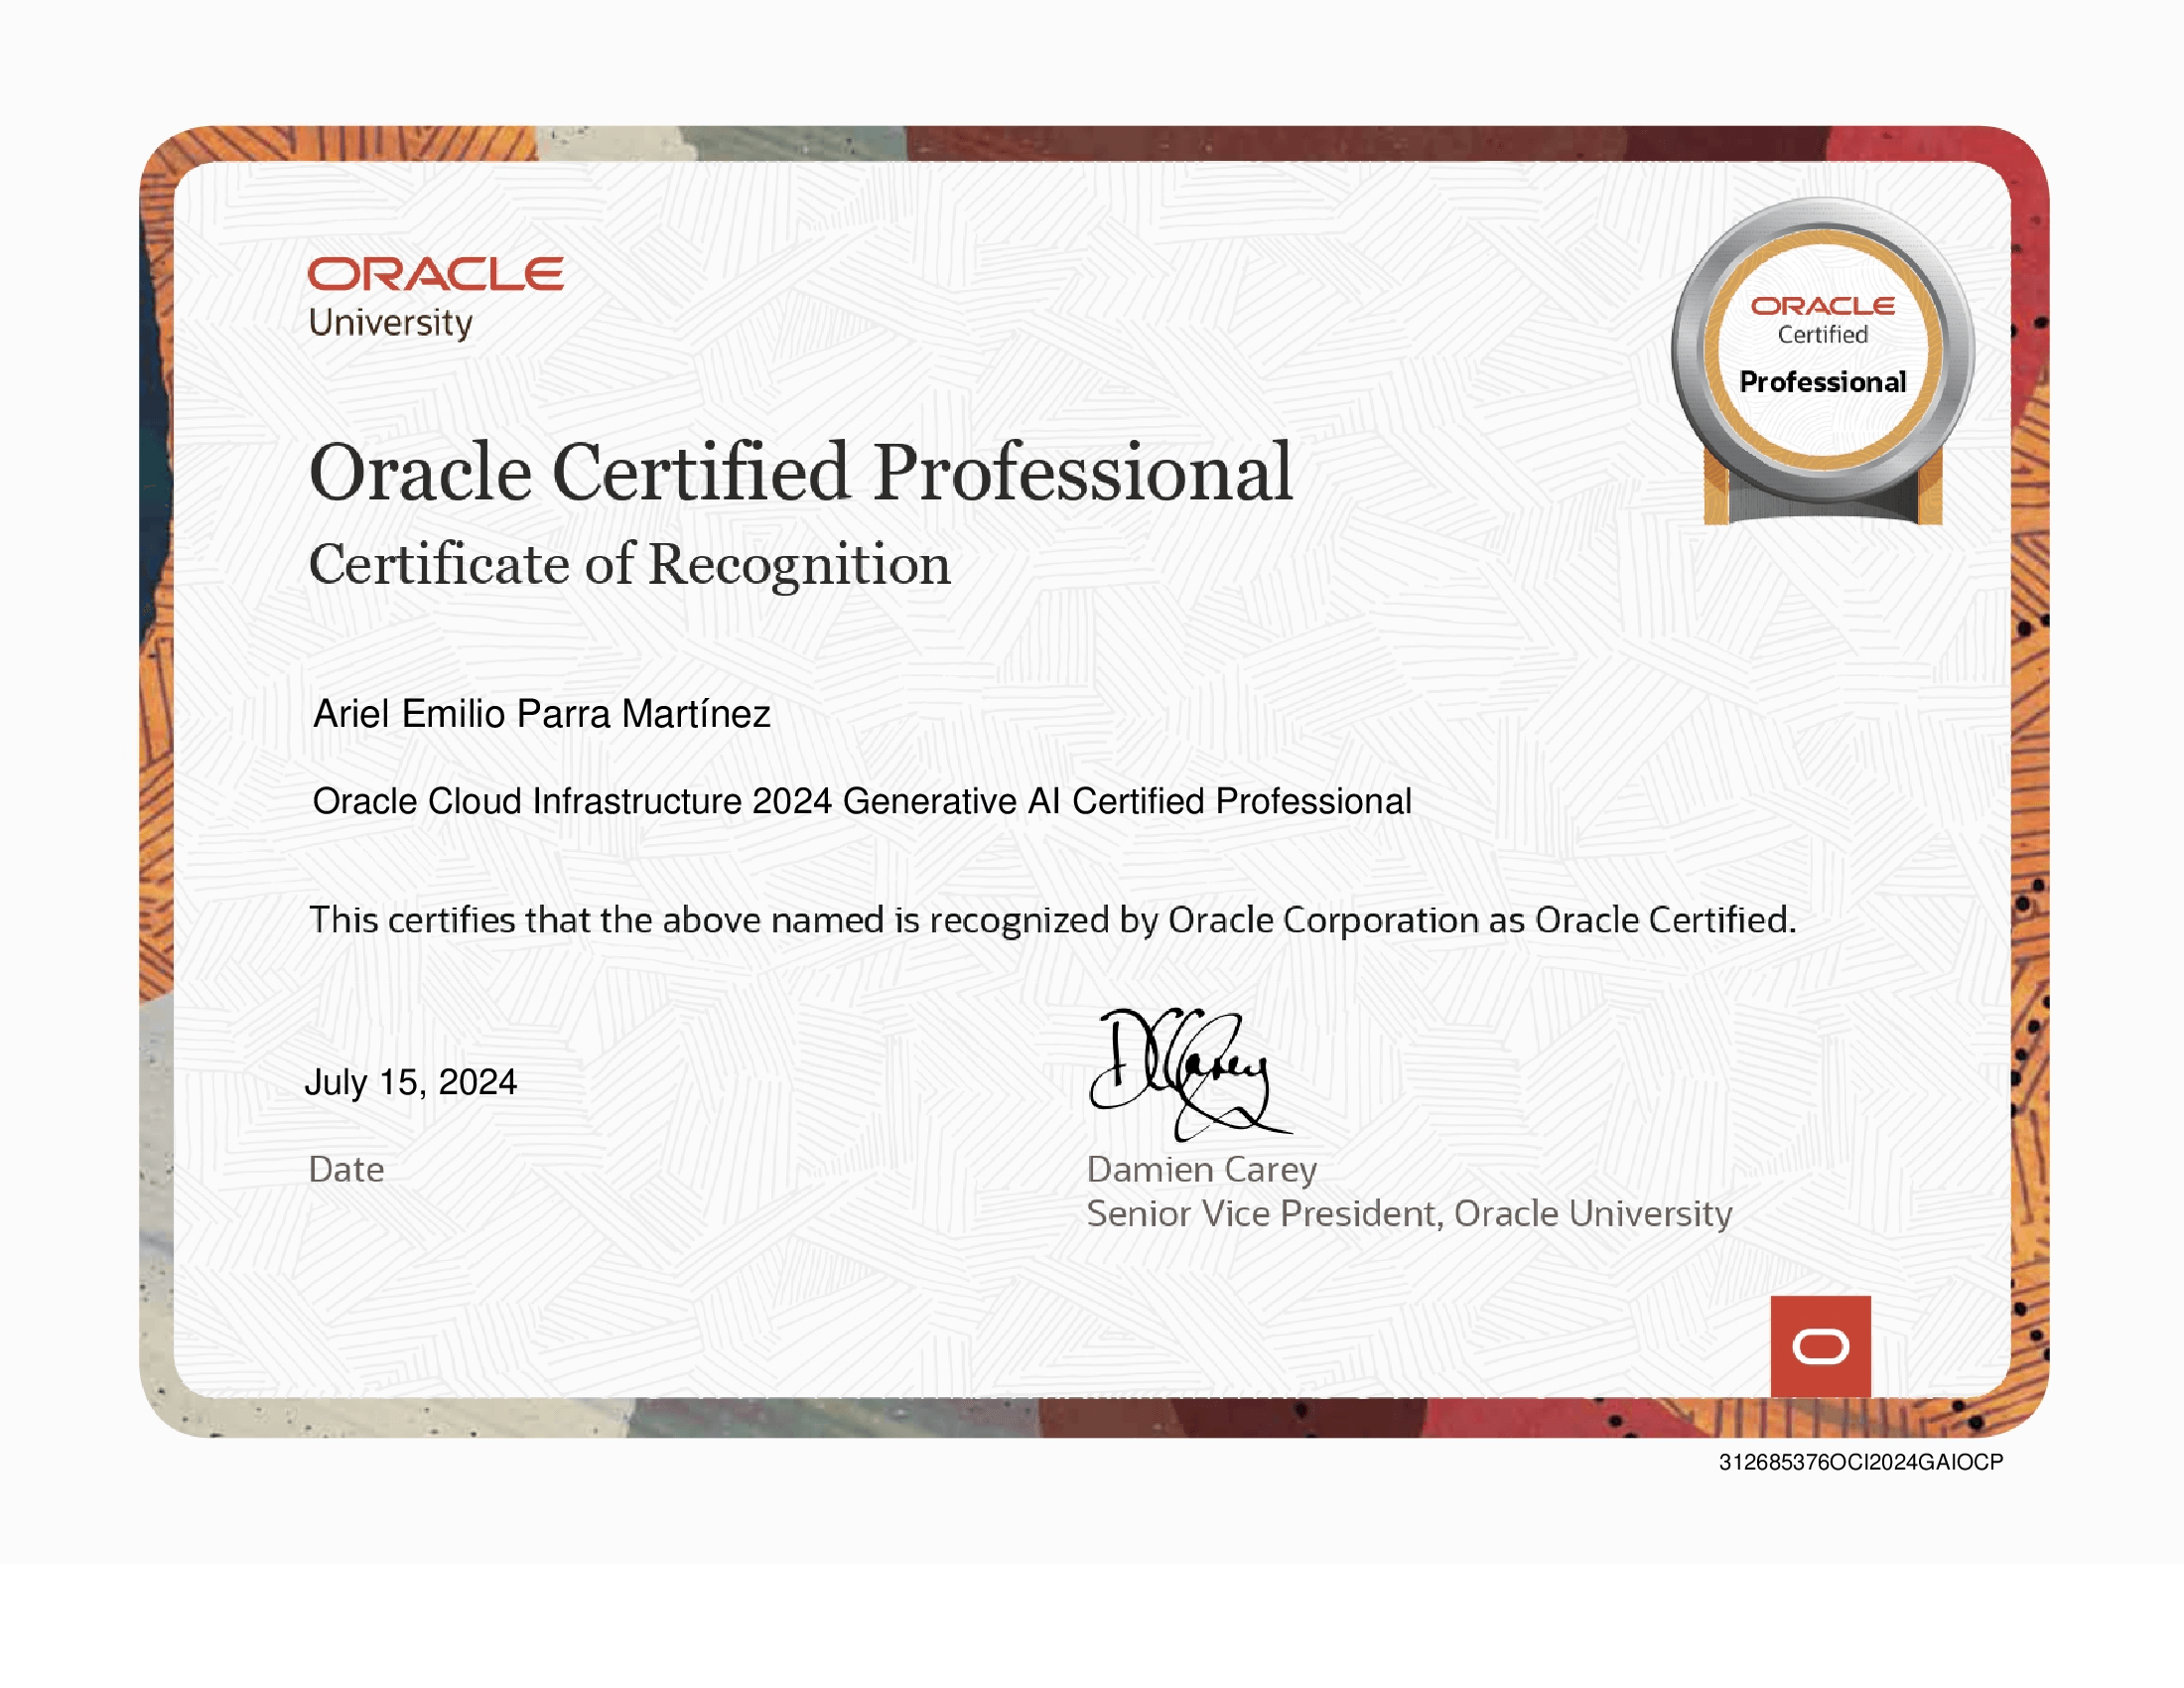 ORACLE
University
ORACLE
Certified
Professional
Oracle Certified Professional
Certificate of Recognition
Ariel Emilio Parra Martínez
Oracle Cloud Infrastructure 2024 Generative AI Certified Professional
This certifies that the above named is recognized by Oracle Corporation as Oracle Certified.
July 15, 2024
DCCarey
Date
Damien Carey
Senior Vice President, Oracle University
312685376OCI2024GAIOCP